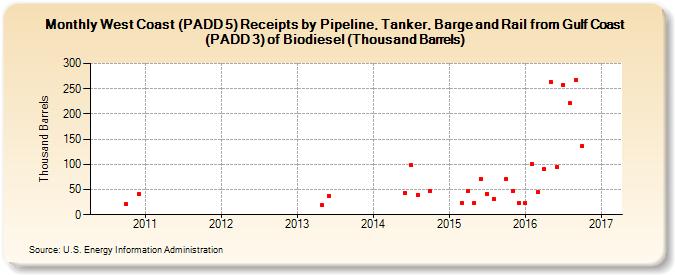 Monthly West Coast (PADD 5) Receipts by Pipeline, Tanker, Barge and Rail from Gulf Coast
(PADD 3) of Biodiesel (Thousand Barrels)
Thousand Barrels
300
250
200
150
100
50
0
2011 2012 2013 2014 2015 2016 2017
Source: U.S. Energy Information Administration